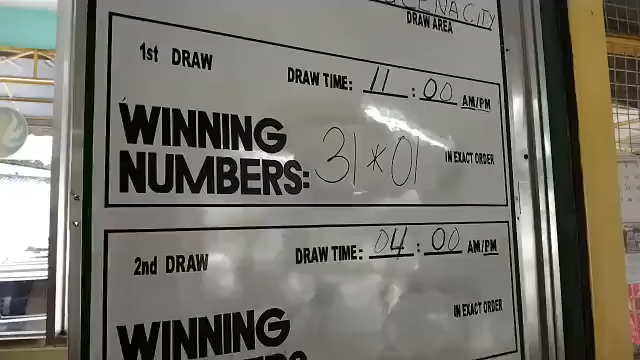 CENACITY
DRAW AREA
1st DRAW
DRAW TIME: 11 : 00 AM/PM
WINNING
NUMBERS: 31*01 IN EXACT ORDER
2nd DRAW
DRAW TIME: 04 : 00 AM/PM
WINNING
IN EXACT ORDER